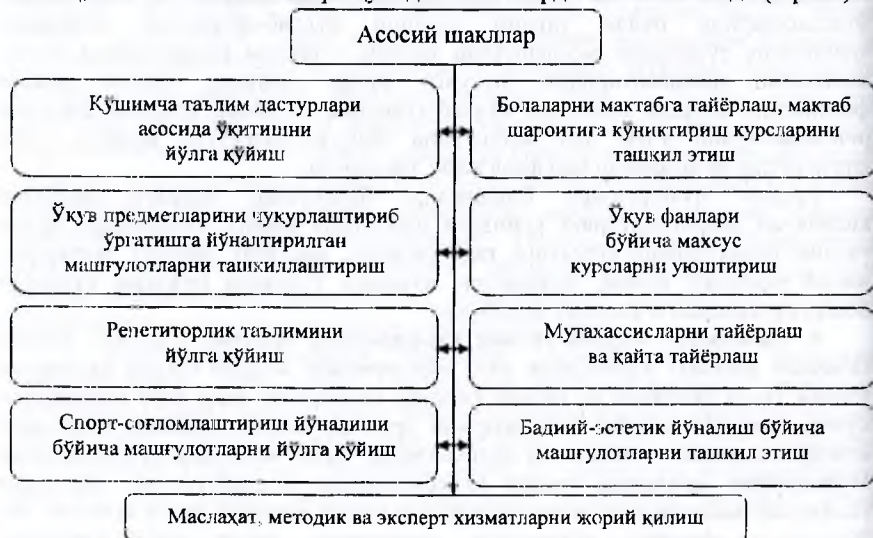 Асосий шакллар
Қўшимча таълим дастурлари
асосида ўқитишни
йўлга қўйиш
Болаларни мактабга тайёрлаш, мактаб
шароитига кўниктириш курсларини
ташкил этиш
Ўқув предметларини чуқурлаштириб
ўргатишга йўналтирилган
машғулотларни ташкиллаштириш
Ўқув фанлари
бўйича махсус
курсларни уюштириш
Репетиторлик таълимини
йўлга қўйиш
Мутахассисларни тайёрлаш
ва қайта тайёрлаш
Спорт-соғломлаштириш йўналиши
бўйича машғулотларни йўлга қўйиш
Бадиий-эстетик йўналиш бўйича
машғулотларни ташкил этиш
Маслаҳат, методик ва эксперт хизматларни жорий қилиш